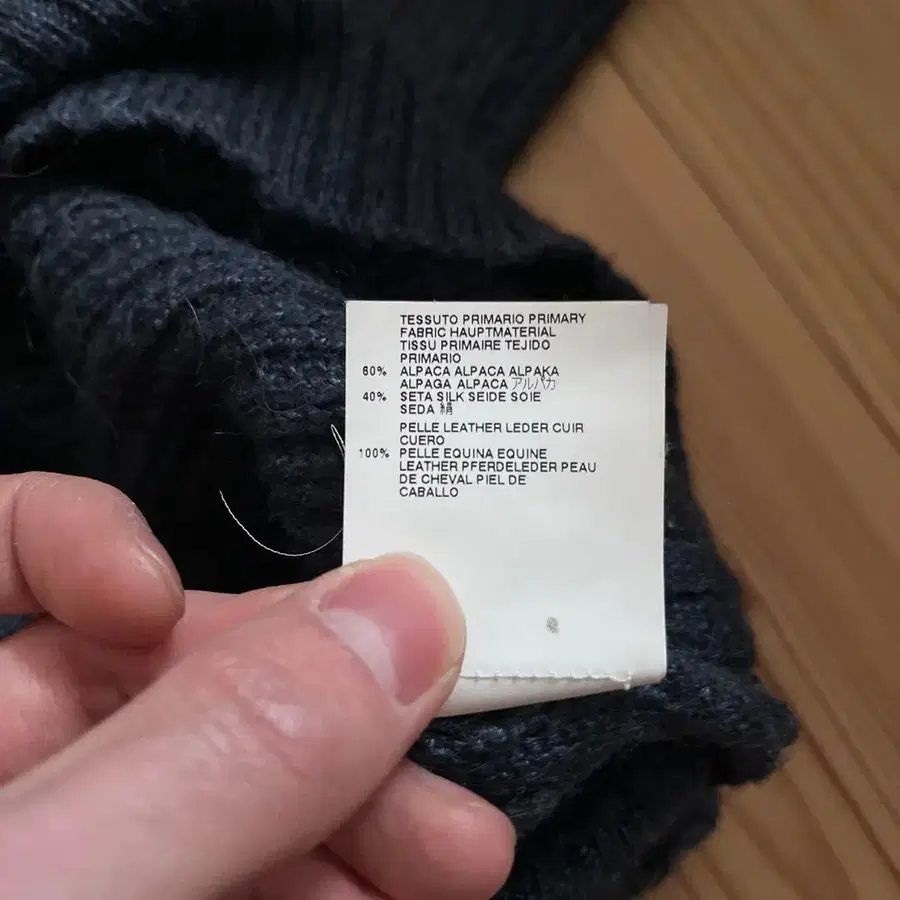 TESSUTO PRIMARIO PRIMARY
FABRIC HAUPTMATERIAL
TISSU PRIMAIRE TEJIDO
PRIMARIO
60% ALPACA ALPACA ALPAKA
ALPAGA ALPACA アルパカ
40% SETA SILK SEIDE SOIE
SEDA 絹
PELLE LEATHER LEDER CUIR
CUERO
100% PELLE EQUINA EQUINE
LEATHER PFERDELEDER PEAU
DE CHEVAL PIEL DE
CABALLO